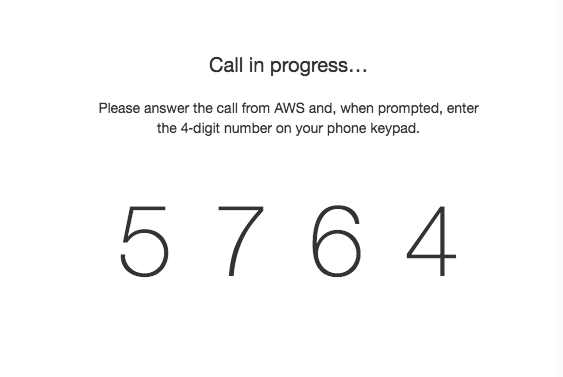 Call in progress...
Please answer the call from AWS and, when prompted, enter
the 4-digit number on your phone keypad.
5 7 6 4